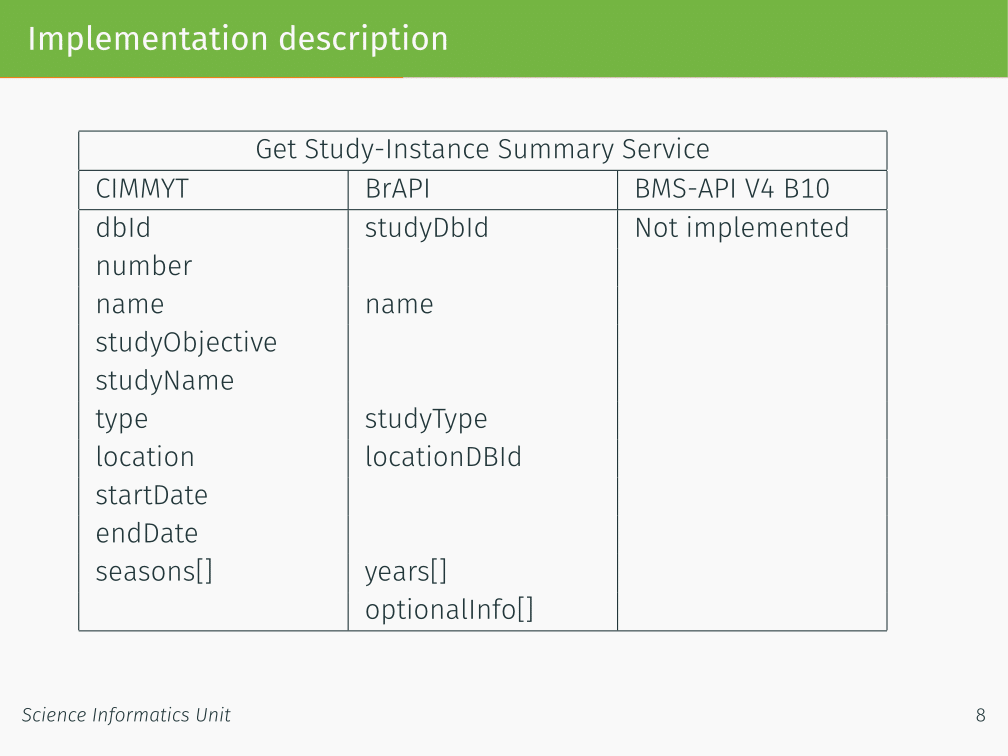 Implementation description
Get Study-Instance Summary Service
CIMMYT BrAPI BMS-API V4 B10
dbId studyDbId Not implemented
number
name name
studyObjective
studyName
type studyType
location locationDBId
startDate
endDate
seasons[] years[]
optionalInfo[]
Science Informatics Unit 8